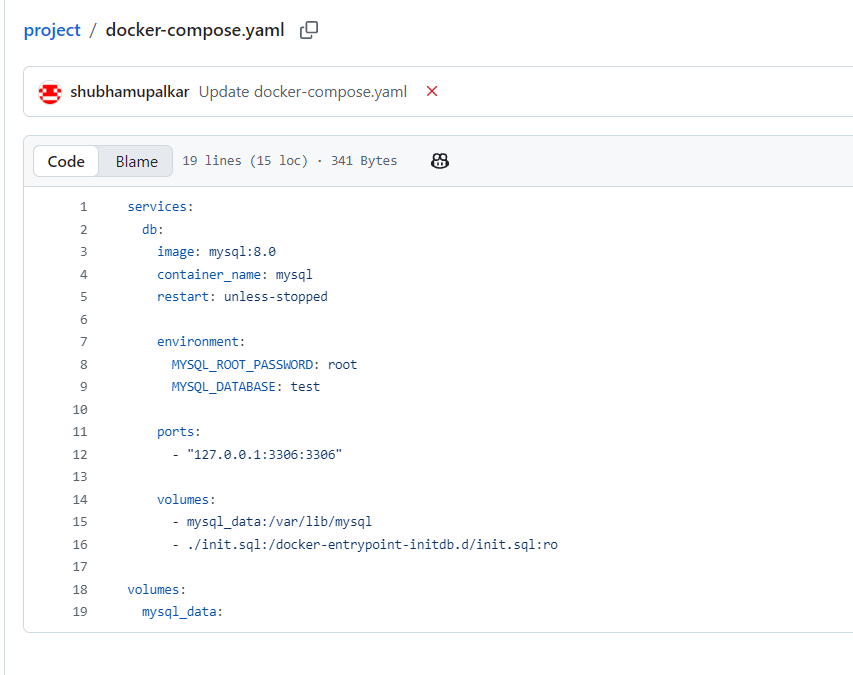 project / docker-compose.yaml
shubhamupalkar Update docker-compose.yaml
Code Blame 19 lines (15 loc) · 341 Bytes
1 services:
2   db:
3     image: mysql:8.0
4     container_name: mysql
5     restart: unless-stopped
6
7     environment:
8       MYSQL_ROOT_PASSWORD: root
9       MYSQL_DATABASE: test
10
11     ports:
12       - "127.0.0.1:3306:3306"
13
14     volumes:
15       - mysql_data:/var/lib/mysql
16       - ./init.sql:/docker-entrypoint-initdb.d/init.sql:ro
17
18 volumes:
19   mysql_data: